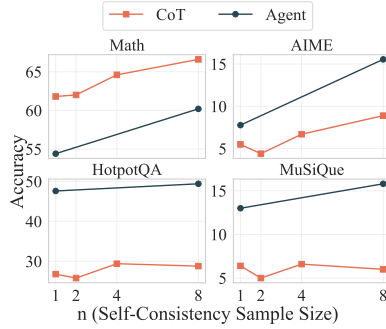 CoT Agent
Math AIME
65
60
55
15
10
5
Accuracy
HotpotQA MuSiQue
50
40
30
15
10
5
1 2 4 8 1 2 4 8
n (Self-Consistency Sample Size)